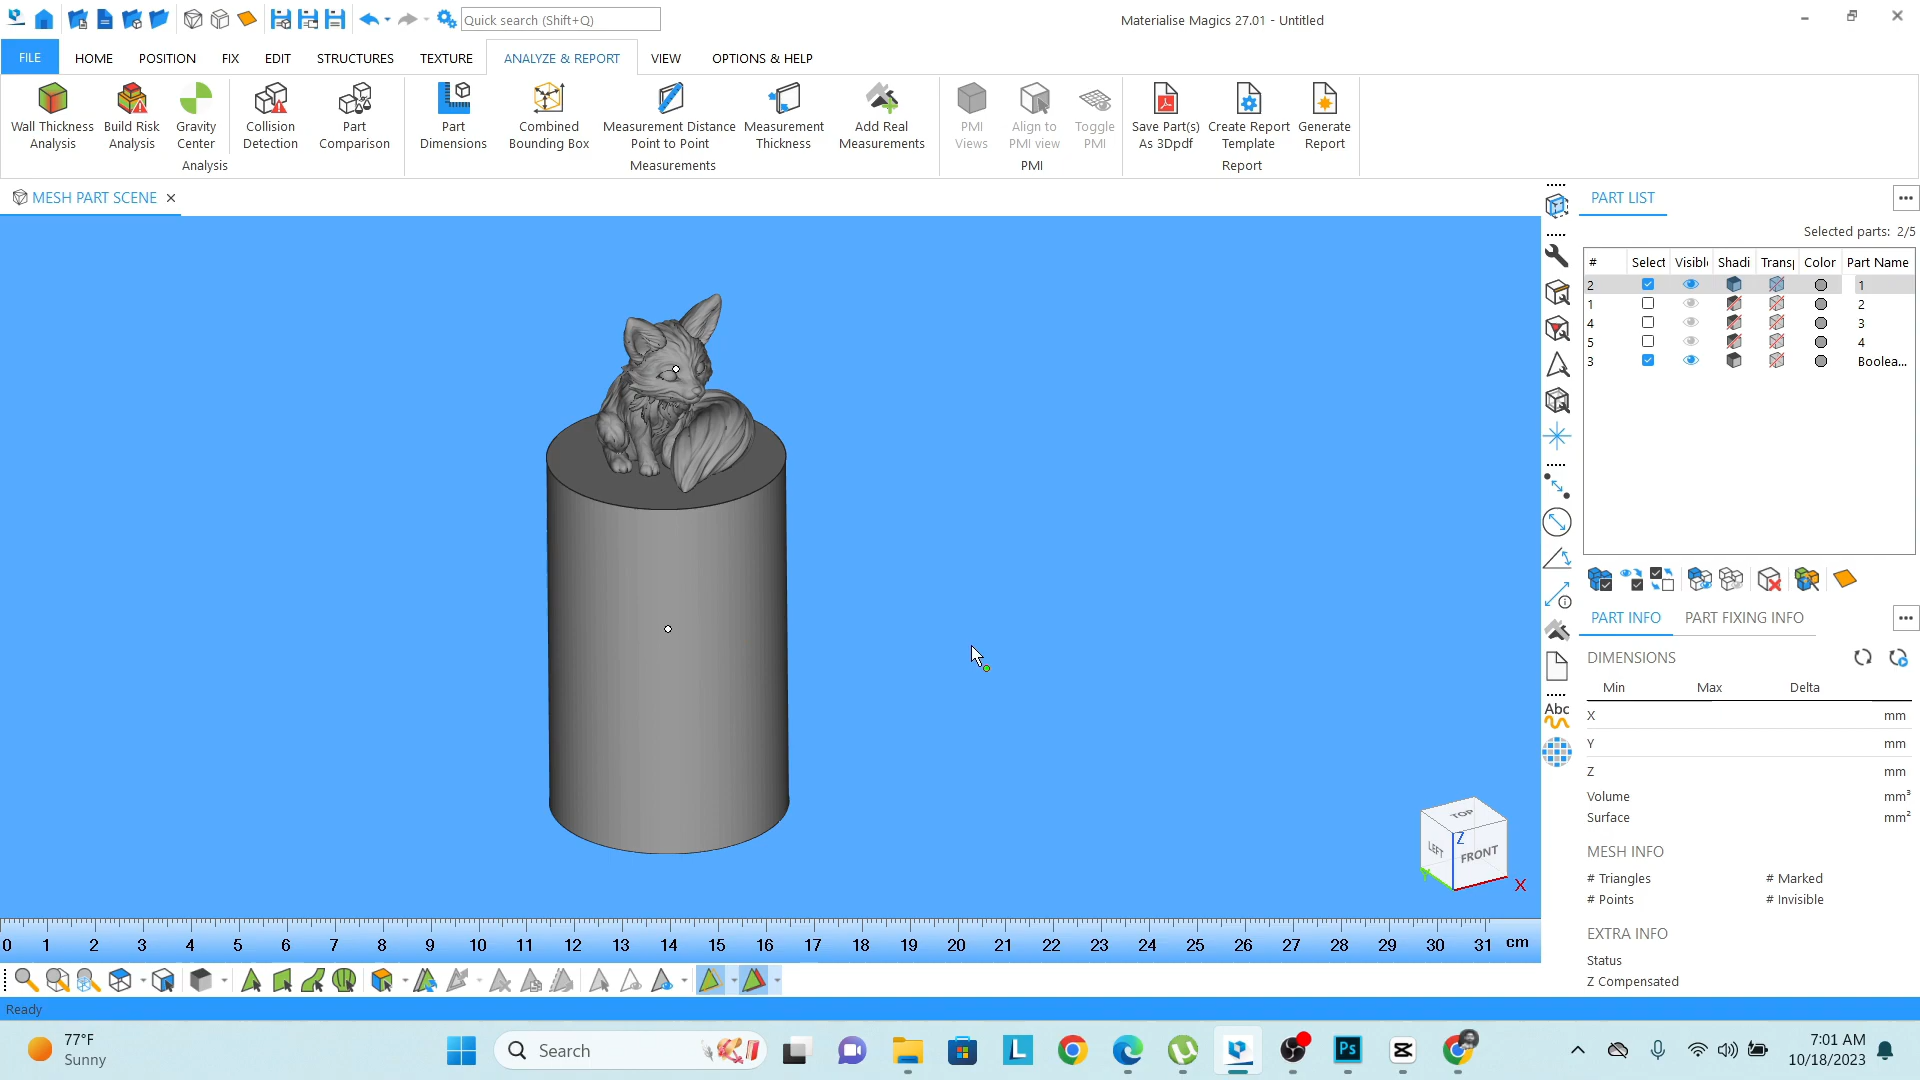 Quick search (Shift+Q)
Materialise Magics 27.01 - Untitled
FILE HOME POSITION FIX EDIT STRUCTURES TEXTURE ANALYZE & REPORT VIEW OPTIONS & HELP
Wall Thickness Analysis
Build Risk Analysis
Gravity Center
Collision Detection
Part Comparison
Part Dimensions
Combined Bounding Box
Measurement Distance Point to Point
Measurement Thickness
Add Real Measurements
PMI Views
Align to PMI view
Toggle PMI
Save Part(s) As 3Dpdf
Create Report Template
Generate Report
Analysis Measurements PMI Report
MESH PART SCENE
PART LIST
Selected parts: 2/5
# Select Visibl Shadi Transp Color Part Name
2 1
1 2
4 3
5 4
3 Boolea...
PART INFO PART FIXING INFO
DIMENSIONS
Min Max Delta
X mm
Y mm
Z mm
Volume mm³
Surface mm²
MESH INFO
# Triangles # Marked
# Points # Invisible
EXTRA INFO
Status
Z Compensated
Abc
TOP
LEFT
FRONT
Z
Y
X
0 1 2 3 4 5 6 7 8 9 10 11 12 13 14 15 16 17 18 19 20 21 22 23 24 25 26 27 28 29 30 31 cm
Ready
77°F
Sunny
Search
L
Ps
7:01 AM
10/18/2023